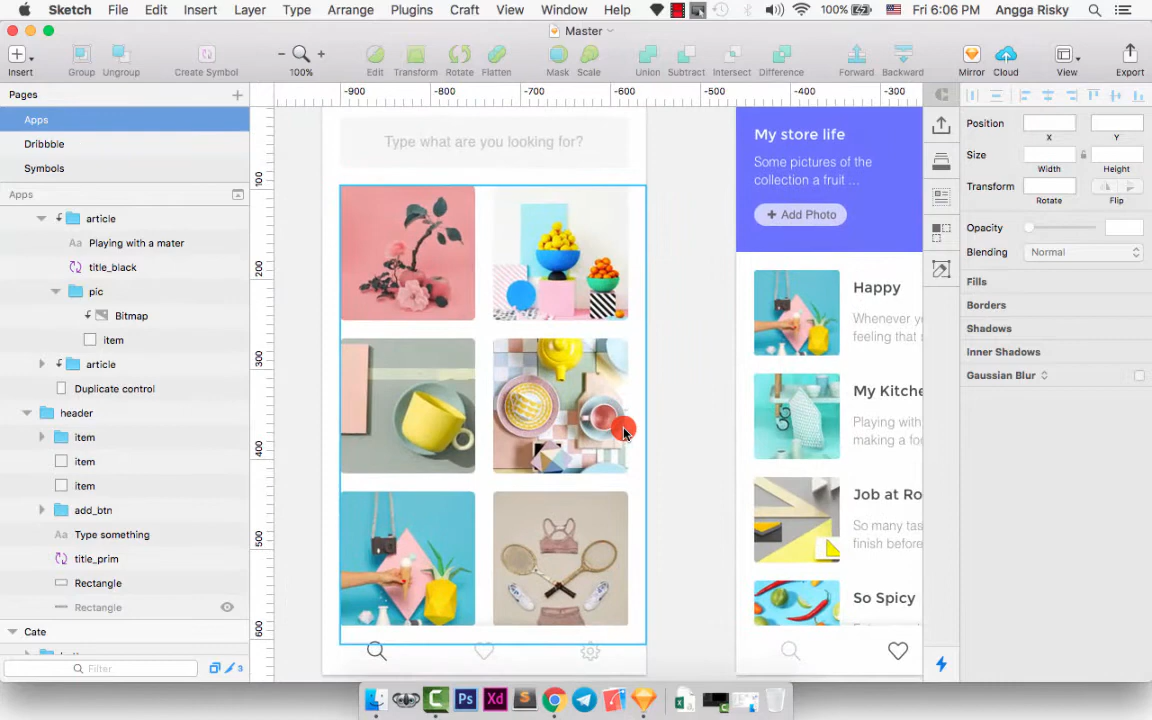 Sketch File Edit Insert Layer Type Arrange Plugins Craft View Window Help 100% Fri 6:06 PM Angga Risky
Master
Insert Group Ungroup Create Symbol 100% Edit Transform Rotate Flatten Mask Scale Union Subtract Intersect Difference Forward Backward Mirror Cloud View Export
Pages
Apps
Dribbble
Symbols
Apps
article
Aa Playing with a mater
title_black
pic
Bitmap
item
article
Duplicate control
header
item
item
item
add_btn
Aa Type something
title_prim
Rectangle
Rectangle
Cate
Filter
3
-900 -800 -700 -600 -500 -400 -300
100
200
300
400
500
600
Type what are you looking for?
My store life
Some pictures of the
collection a fruit ...
+ Add Photo
Happy
Whenever y
feeling that
My Kitche
Playing with
making a fo
Job at Ro
So many tas
finish before
So Spicy
Position
X Y
Size
Width Height
Transform
Rotate Flip
Opacity
Blending Normal
Fills
Borders
Shadows
Inner Shadows
Gaussian Blur
Ps Xd S